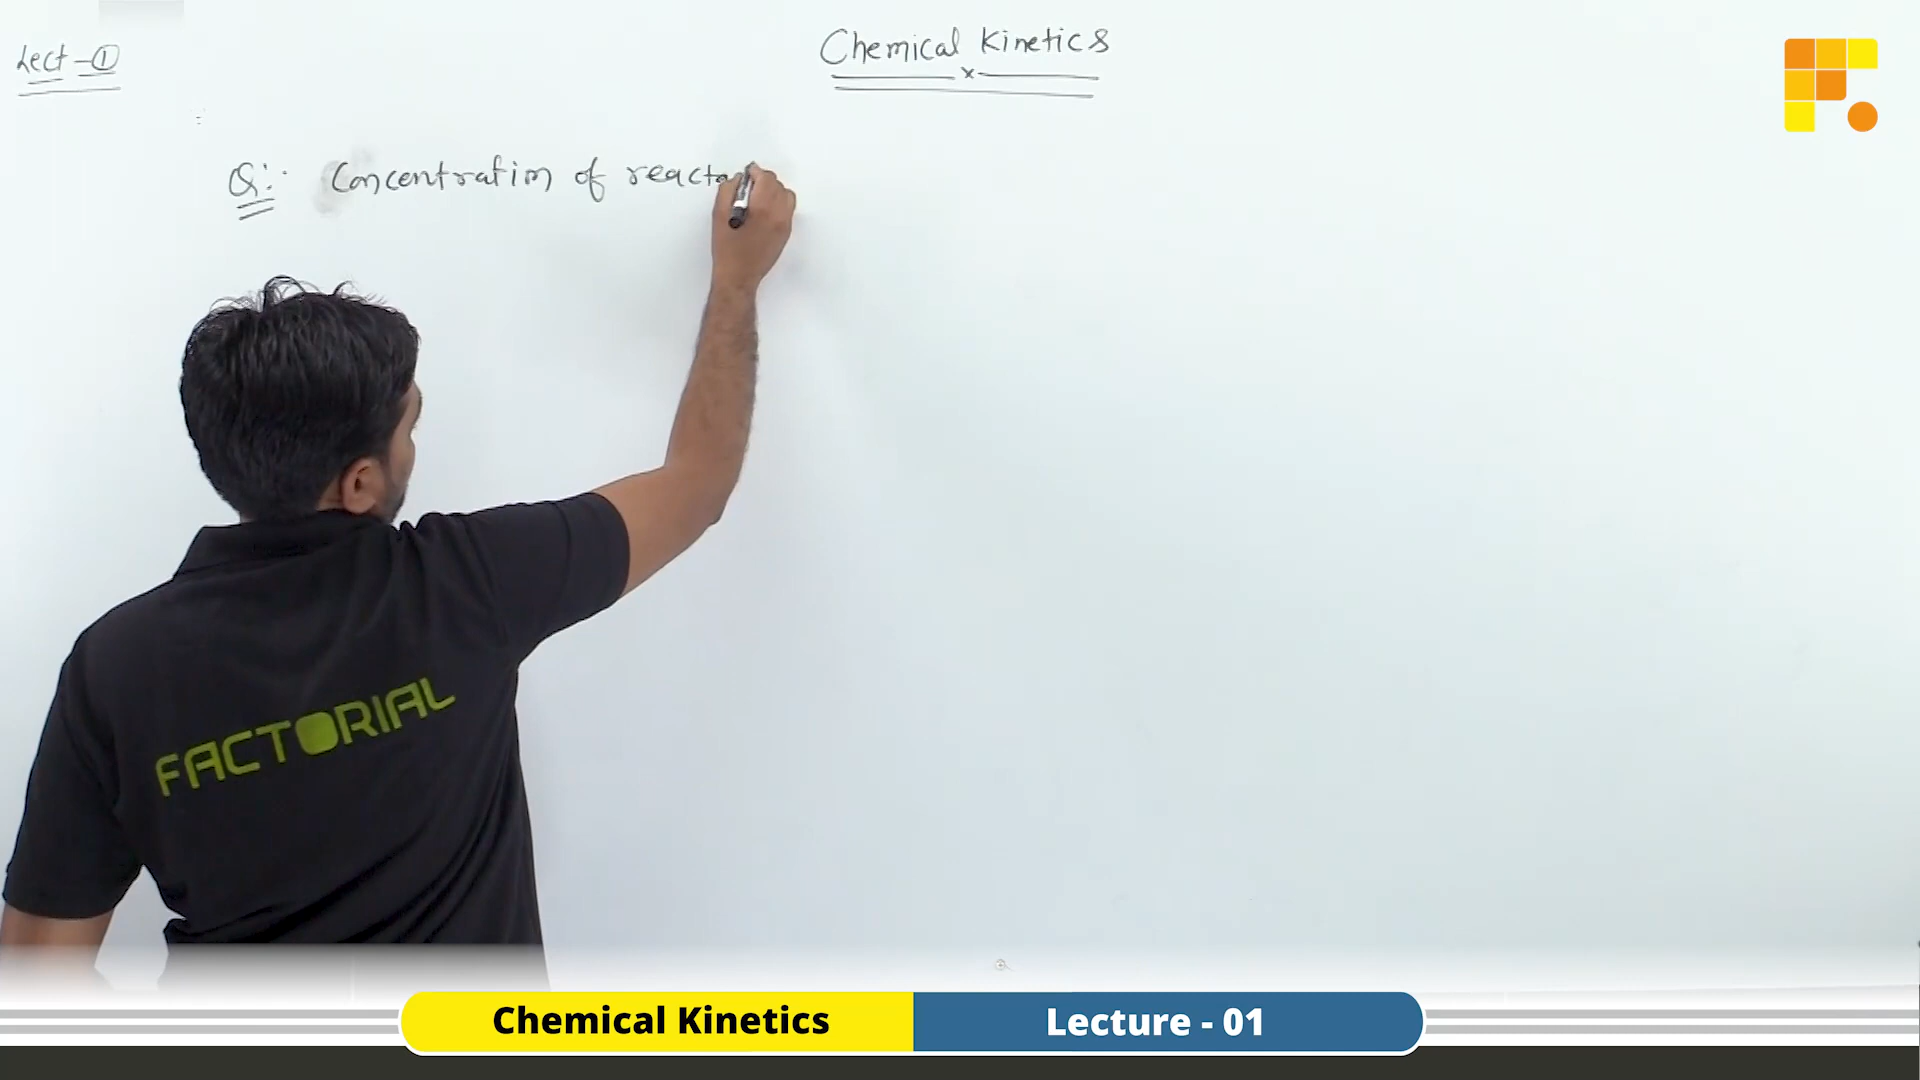 Lect - ①
Chemical Kinetics
Q:- Concentration of reacta
FACTORIAL
Chemical Kinetics
Lecture - 01